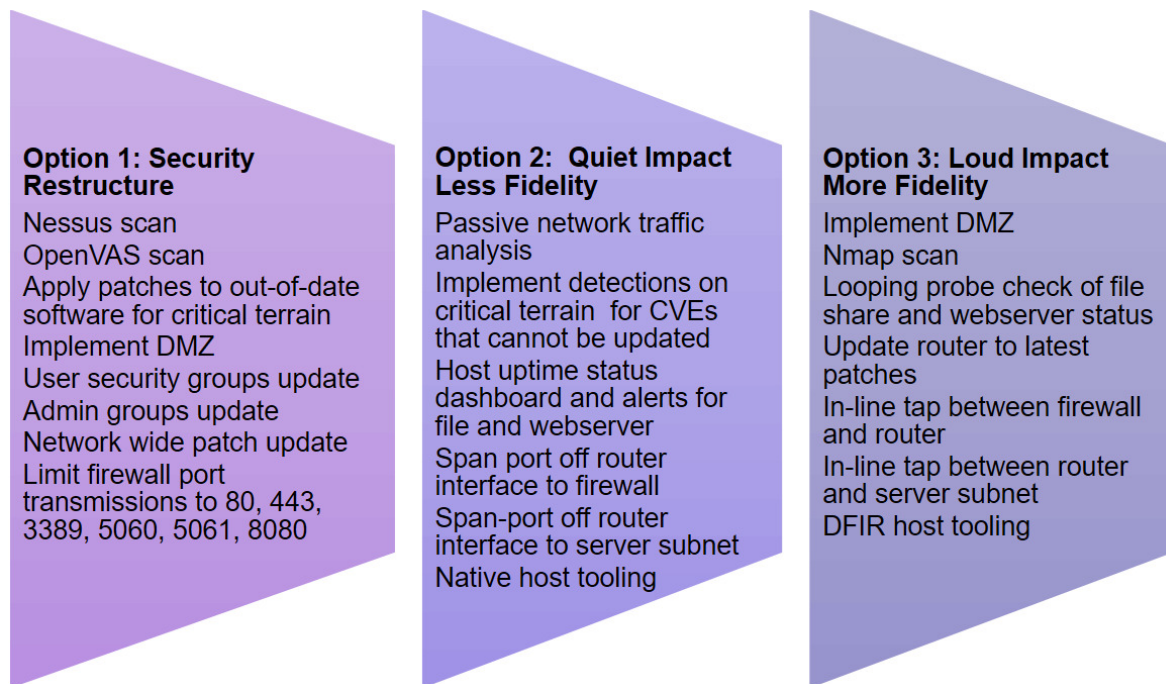 Option 1: Security
Restructure
Nessus scan
OpenVAS scan
Apply patches to out-of-date
software for critical terrain
Implement DMZ
User security groups update
Admin groups update
Network wide patch update
Limit firewall port
transmissions to 80, 443,
3389, 5060, 5061, 8080
Option 2: Quiet Impact
Less Fidelity
Passive network traffic
analysis
Implement detections on
critical terrain for CVEs
that cannot be updated
Host uptime status
dashboard and alerts for
file and webserver
Span port off router
interface to firewall
Span-port off router
interface to server subnet
Native host tooling
Option 3: Loud Impact
More Fidelity
Implement DMZ
Nmap scan
Looping probe check of file
share and webserver status
Update router to latest
patches
In-line tap between firewall
and router
In-line tap between router
and server subnet
DFIR host tooling